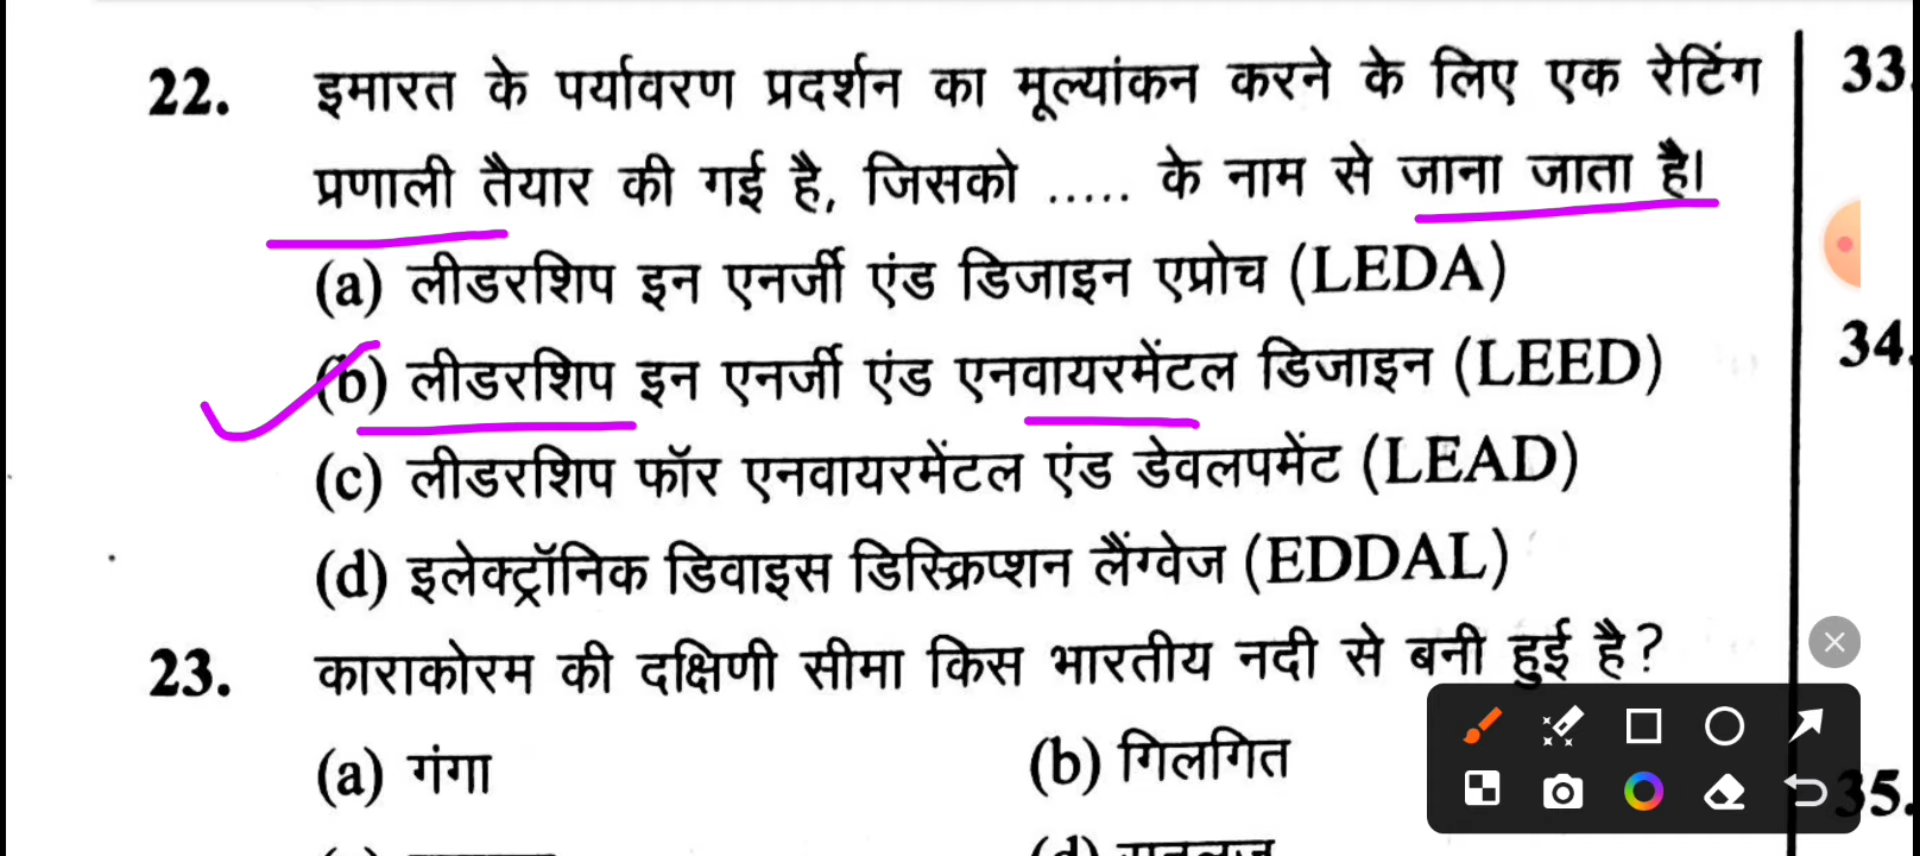 22. इमारत के पर्यावरण प्रदर्शन का मूल्यांकन करने के लिए एक रेटिंग
प्रणाली तैयार की गई है, जिसको ..... के नाम से जाना जाता है।
(a) लीडरशिप इन एनर्जी एंड डिजाइन एप्रोच (LEDA)
(b) लीडरशिप इन एनर्जी एंड एनवायरमेंटल डिजाइन (LEED)
(c) लीडरशिप फॉर एनवायरमेंटल एंड डेवलपमेंट (LEAD)
(d) इलेक्ट्रॉनिक डिवाइस डिस्क्रिप्शन लैंग्वेज (EDDAL)
23. काराकोरम की दक्षिणी सीमा किस भारतीय नदी से बनी हुई है?
(a) गंगा (b) गिलगित
(d)
33.
34.
35.